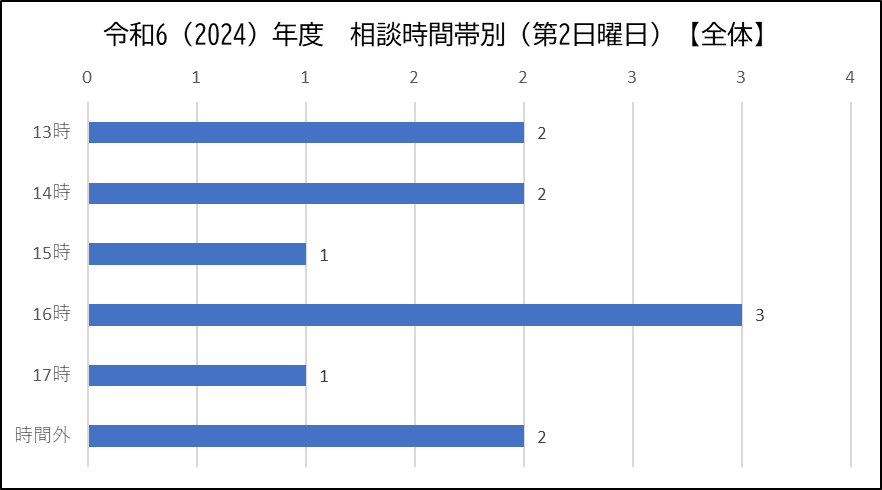 令和6（2024）年度　相談時間帯別（第2日曜日）【全体】
0 1 1 2 2 3 3 4
13時 2
14時 2
15時 1
16時 3
17時 1
時間外 2